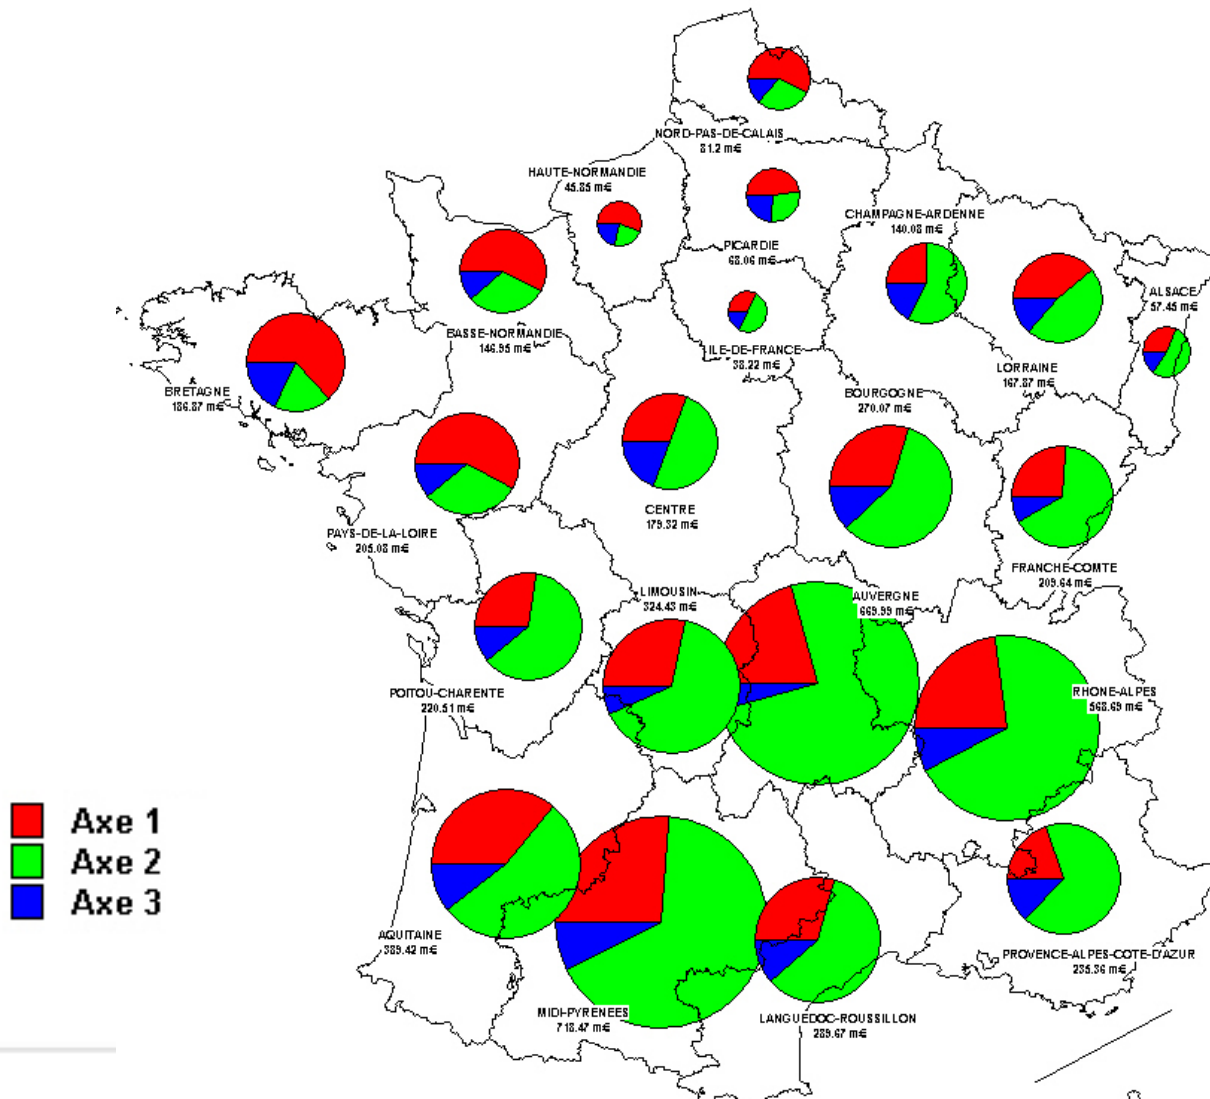 NORD-PAS-DE-CALAIS
81.2 m€
HAUTE-NORMANDIE
45.85 m€
PICARDIE
68.06 m€
CHAMPAGNE-ARDENNE
140.08 m€
ALSACE
57.45 m€
BASSE-NORMANDIE
146.95 m€
ILE-DE-FRANCE
38.22 m€
LORRAINE
167.87 m€
BRETAGNE
186.87 m€
BOURGOGNE
270.07 m€
CENTRE
179.32 m€
PAYS-DE-LA-LOIRE
205.08 m€
FRANCHE-COMTE
209.64 m€
LIMOUSIN
324.43 m€
AUVERGNE
669.99 m€
POITOU-CHARENTE
220.51 m€
RHONE-ALPES
568.69 m€
Axe 1
Axe 2
Axe 3
AQUITAINE
389.42 m€
PROVENCE-ALPES-COTE-D'AZUR
235.36 m€
MIDI-PYRENEES
718.47 m€
LANGUEDOC-ROUSSILLON
289.67 m€